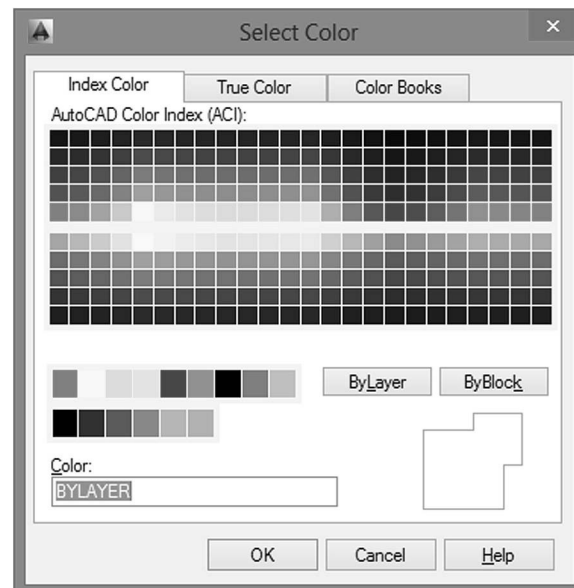 Select Color
Index Color
True Color
Color Books
AutoCAD Color Index (ACI):
ByLayer
ByBlock
Color:
BYLAYER
OK
Cancel
Help